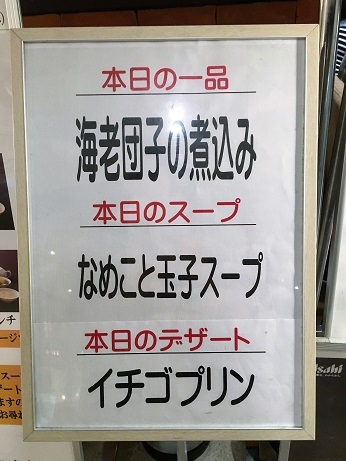 本日の一品
海老団子の煮込み
本日のスープ
なめこと玉子スープ
本日のデザート
イチゴプリン